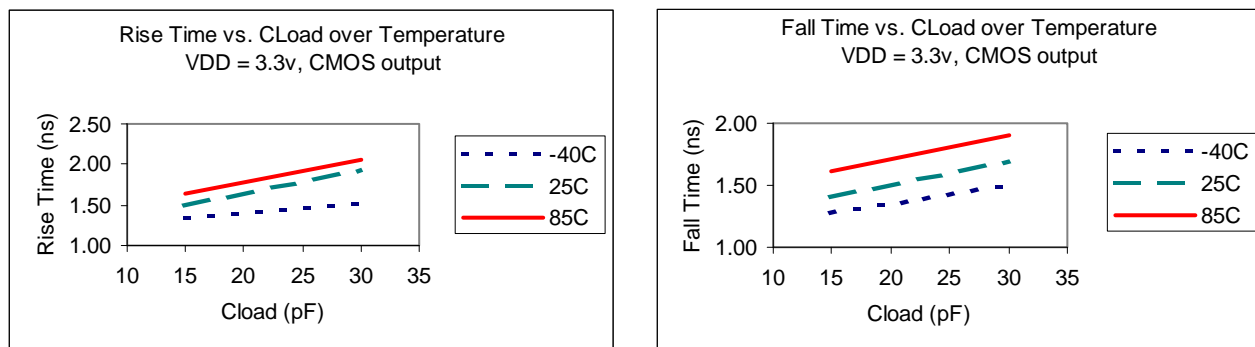 Rise Time vs. CLoad over Temperature
VDD = 3.3v, CMOS output
Rise Time (ns)
2.50
2.00
1.50
1.00
10 15 20 25 30 35
Cload (pF)
-40C
25C
85C
Fall Time vs. CLoad over Temperature
VDD = 3.3v, CMOS output
Fall Time (ns)
2.00
1.50
1.00
10 15 20 25 30 35
Cload (pF)
-40C
25C
85C